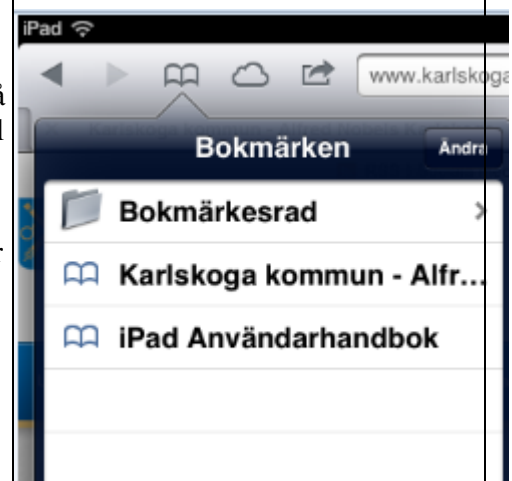 iPad
www.karlskoga
å
Bokmärken
Ändra
Bokmärkesrad
r
Karlskoga kommun - Alfr...
iPad Användarhandbok